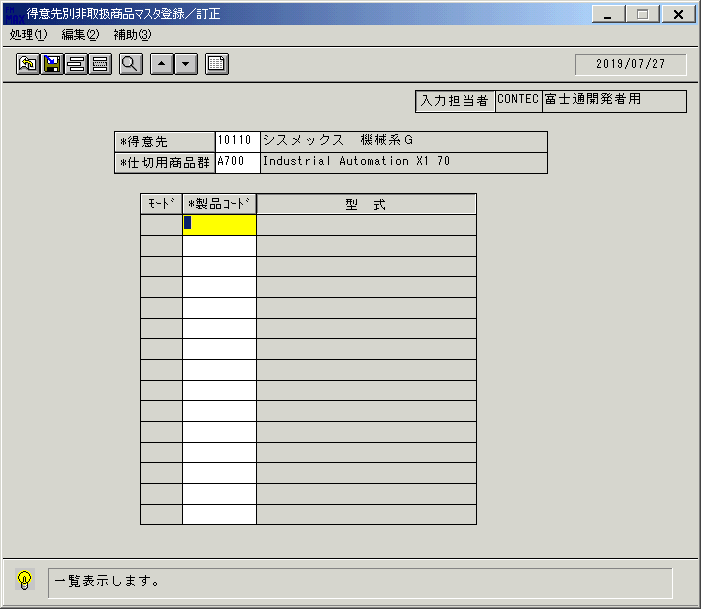 MAX 得意先別非取扱商品マスタ登録／訂正
処理(1) 編集(2) 補助(3)
2019/07/27
入力担当者 CONTEC 富士通開発者用
*得意先 10110 シスメックス　機械系Ｇ
*仕切用商品群 A700 Industrial Automation X1 70
ﾓｰﾄﾞ *製品ｺｰﾄﾞ 型　式
一覧表示します。